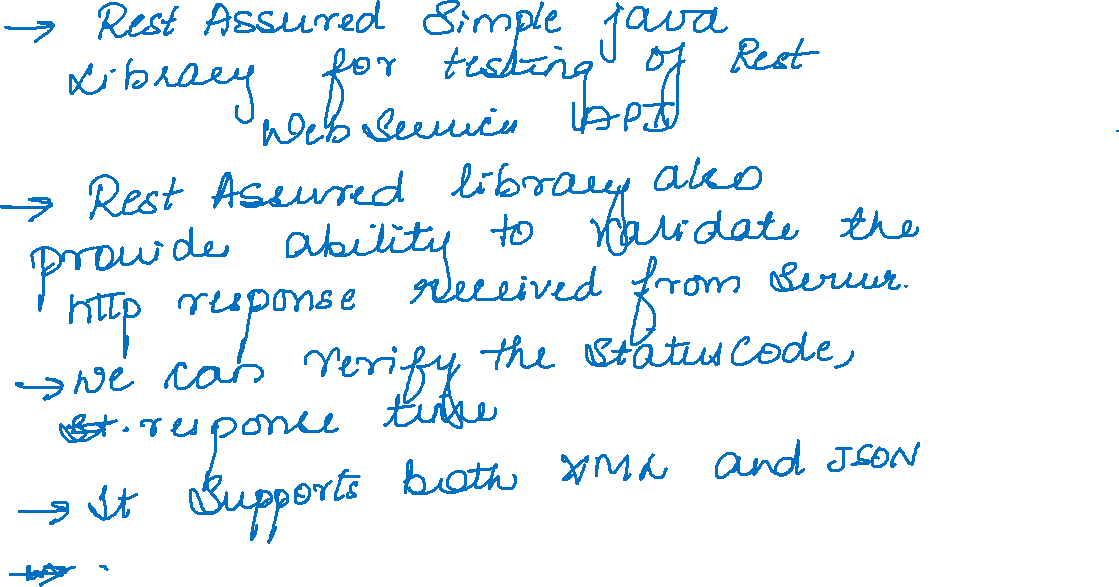 → Rest Assured Simple java
Library for testing of Rest
Web Service API
→ Rest Assured library also
provide ability to validate the
http response received from Server.
→ we can verify the status code,
response time
→ It Supports both XML and JSON
→